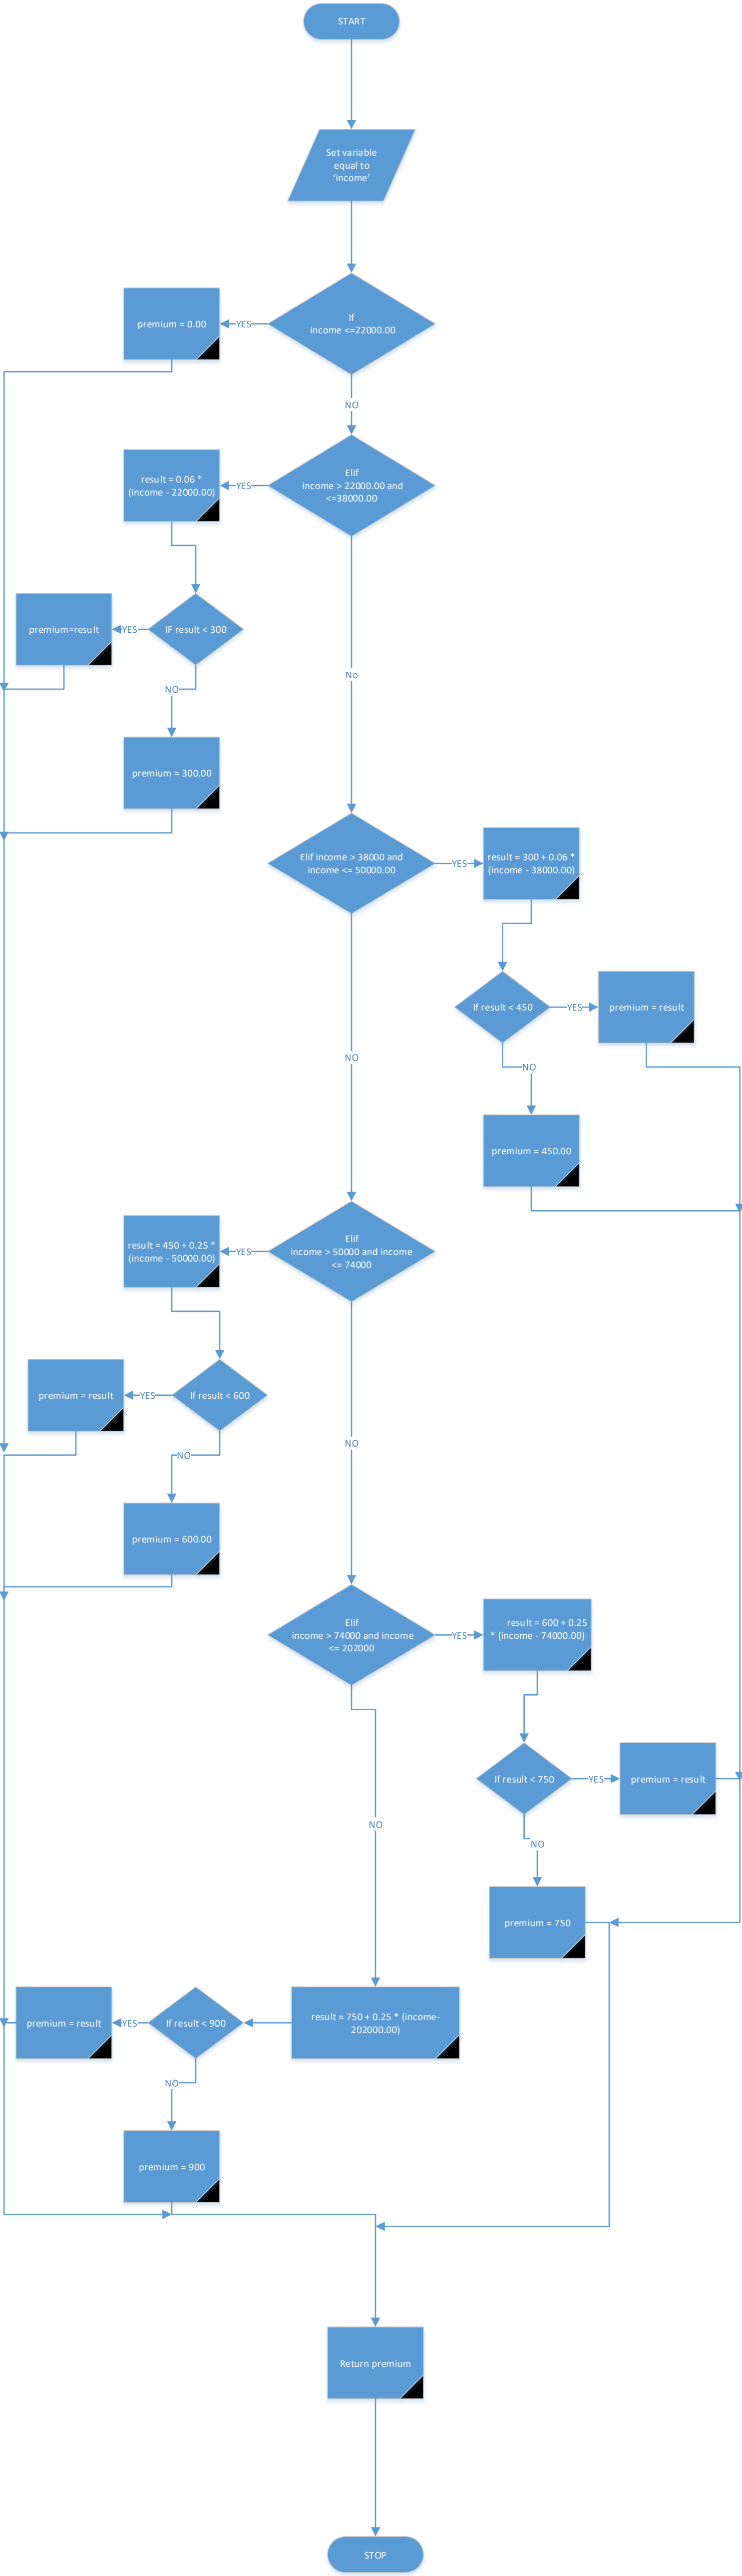 START
Set variable
equal to
‘income’
If
income <=22000.00
YES
premium = 0.00
NO
Elif
income > 22000.00 and
<=38000.00
YES
result = 0.06 *
(income - 22000.00)
IF result < 300
YES
premium=result
NO
premium = 300.00
No
Elif income > 38000 and
income <= 50000.00
YES
result = 300 + 0.06 *
(income - 38000.00)
If result < 450
YES
premium = result
NO
premium = 450.00
NO
Elif
income > 50000 and income
<= 74000
YES
result = 450 + 0.25 *
(income - 50000.00)
If result < 600
YES
premium = result
NO
premium = 600.00
NO
Elif
income > 74000 and income
<= 202000
YES
result = 600 + 0.25
* (income - 74000.00)
If result < 750
YES
premium = result
NO
premium = 750
NO
result = 750 + 0.25 * (income-
202000.00)
If result < 900
YES
premium = result
NO
premium = 900
Return premium
STOP